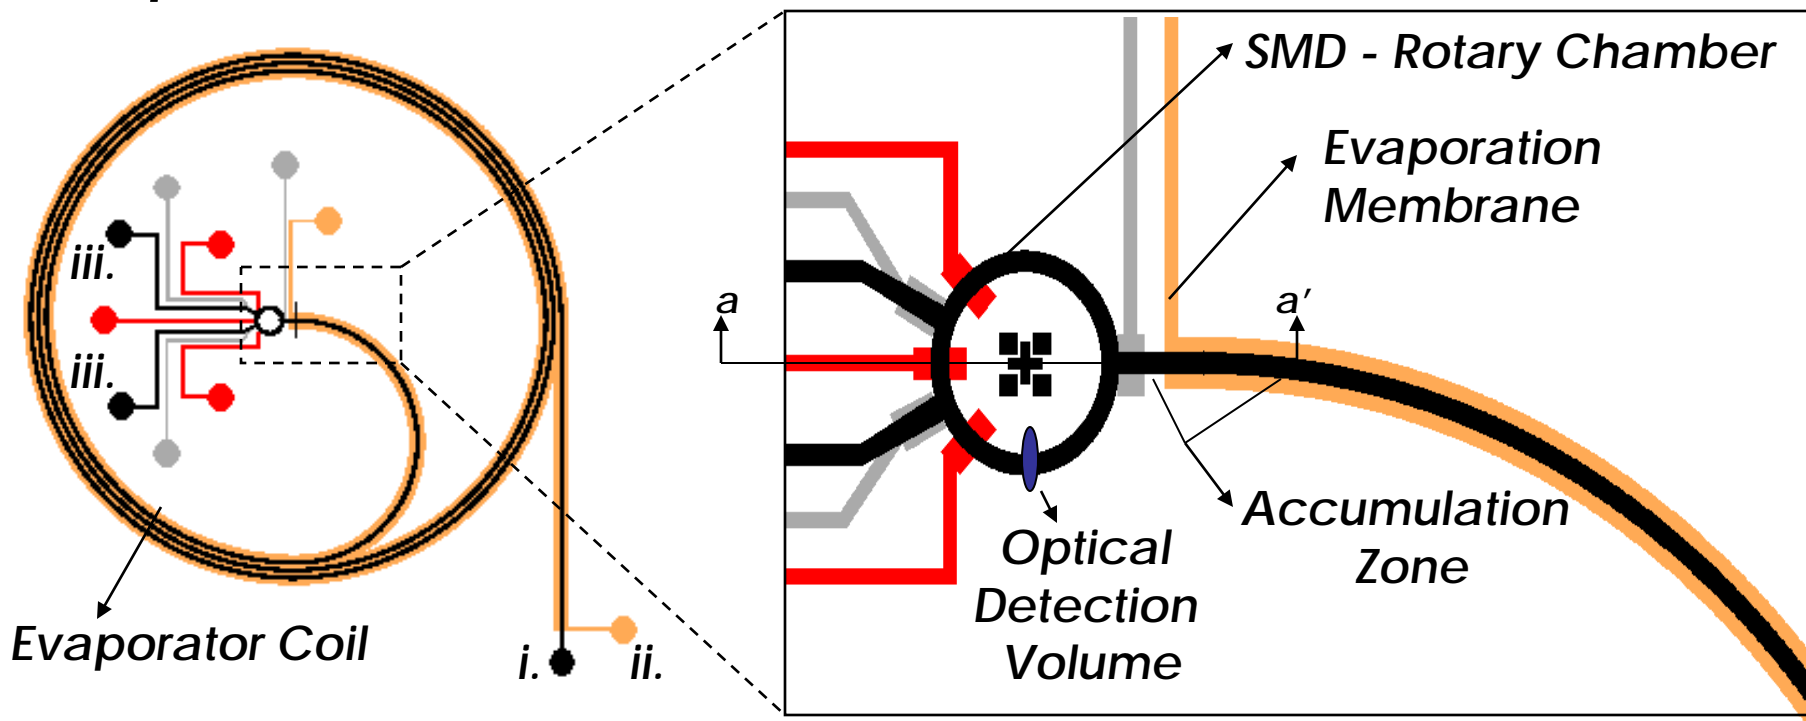 iii.
iii.
Evaporator Coil
i.
ii.
SMD - Rotary Chamber
Evaporation
Membrane
a
a′
Accumulation
Zone
Optical
Detection
Volume